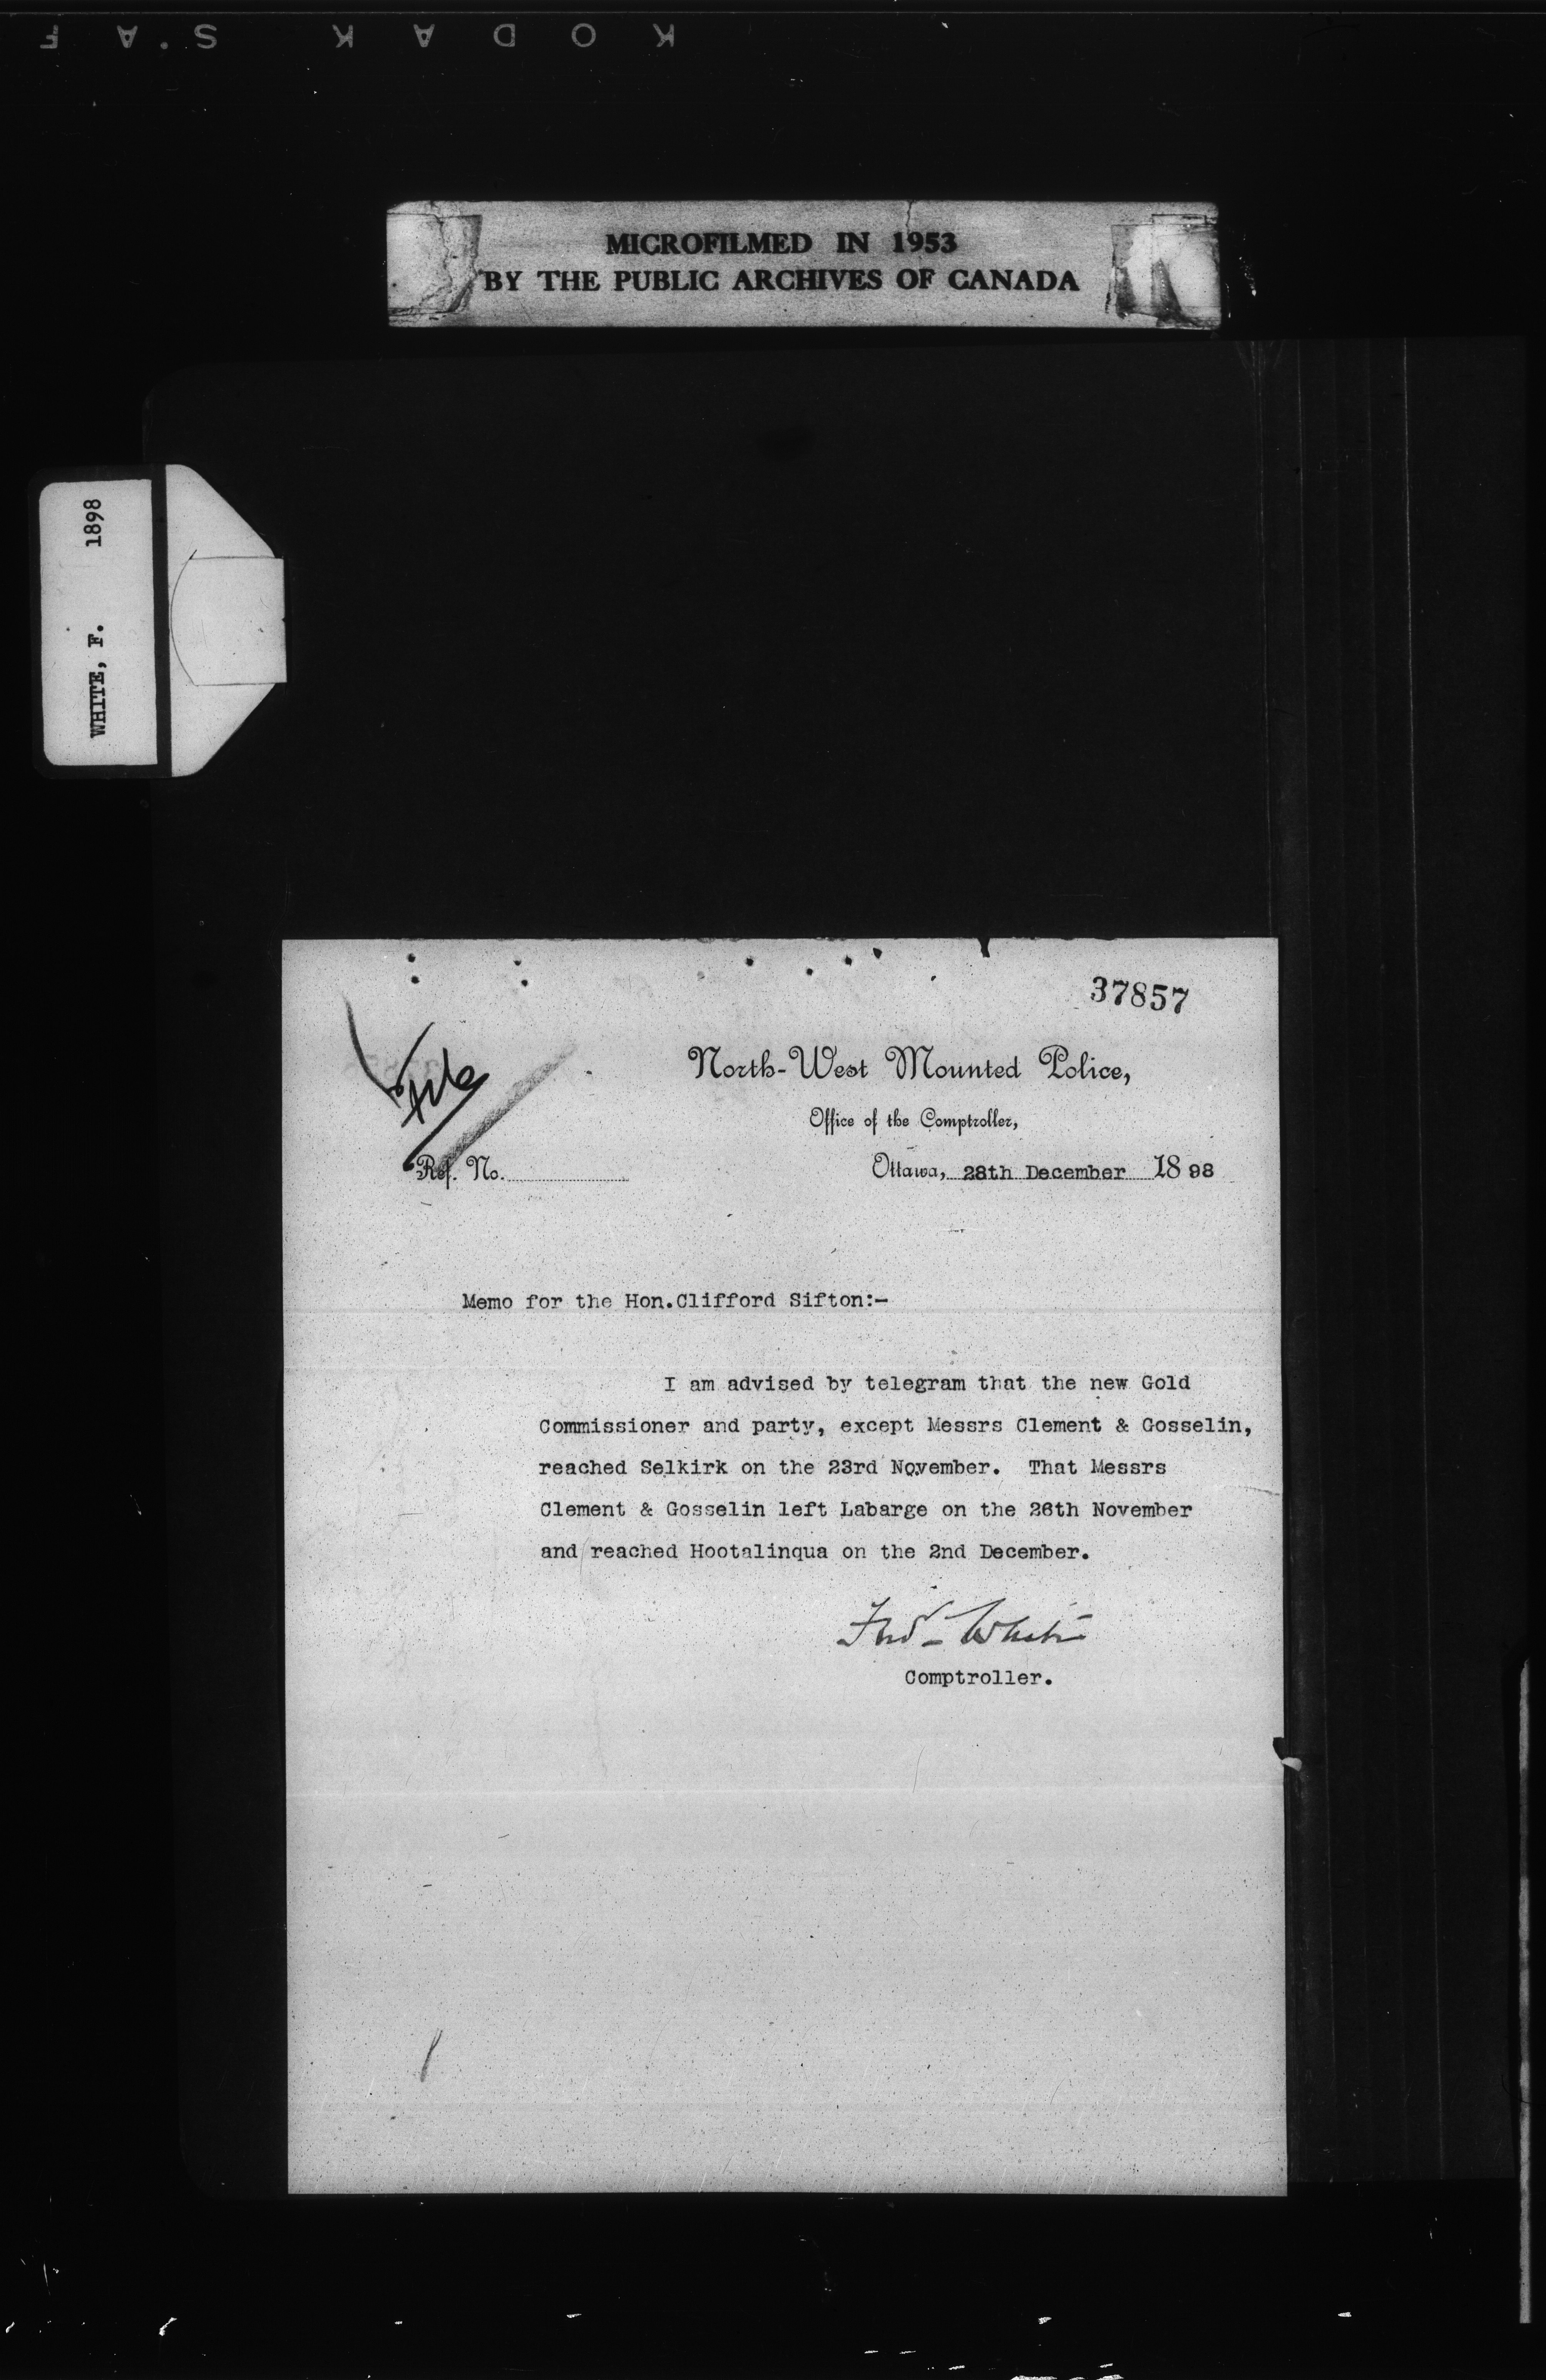 KODAK S.A F
MICROFILMED IN 1953
BY THE PUBLIC ARCHIVES OF CANADA
WHITE, F. 1898
37857
File
North-West Mounted Police,
Office of the Comptroller,
Ref. No.
Ottawa, 28th December 1898
Memo for the Hon.Clifford Sifton:-
I am advised by telegram that the new Gold
Commissioner and party, except Messrs Clement & Gosselin,
reached Selkirk on the 23rd November. That Messrs
Clement & Gosselin left Labarge on the 26th November
and reached Hootalinqua on the 2nd December.
Fred White
Comptroller.